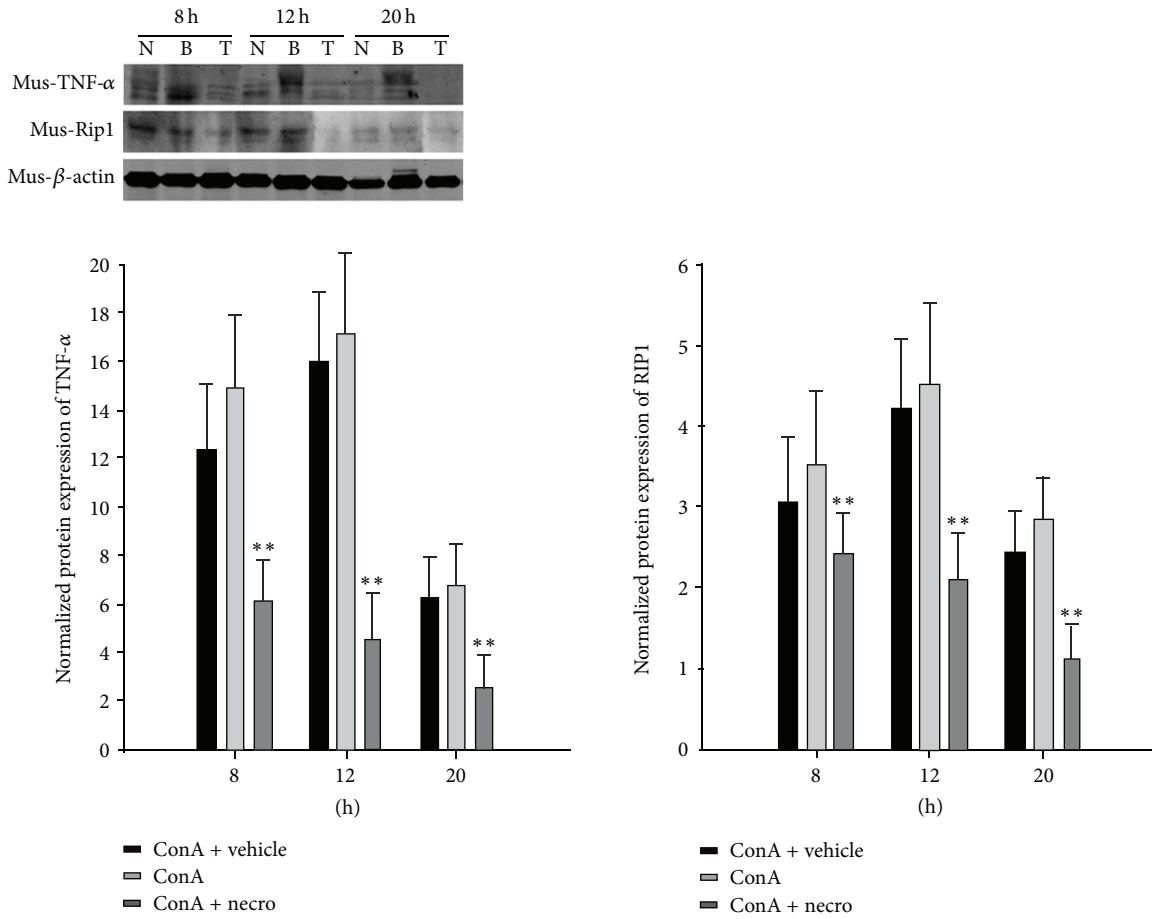 8 h 12 h 20 h
N B T N B T N B T
Mus-TNF-α
Mus-Rip1
Mus-β-actin
Normalized protein expression of TNF-α
20
18
16
14
12
10
8
6
4
2
0
** ** **
8 12 20
(h)
ConA + vehicle
ConA
ConA + necro
Normalized protein expression of RIP1
6
5
4
3
2
1
0
** ** **
8 12 20
(h)
ConA + vehicle
ConA
ConA + necro